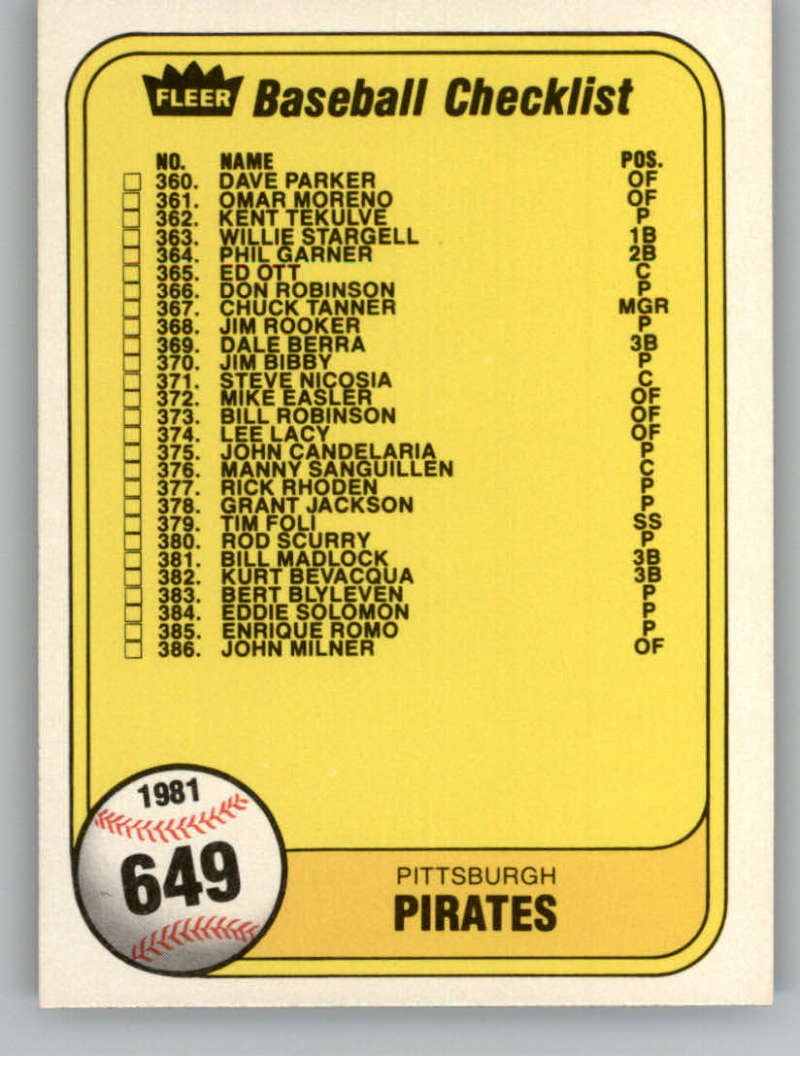 FLEER Baseball Checklist
NO. NAME POS.
360. DAVE PARKER OF
361. OMAR MORENO OF
362. KENT TEKULVE P
363. WILLIE STARGELL 1B
364. PHIL GARNER 2B
365. ED OTT C
366. DON ROBINSON P
367. CHUCK TANNER MGR
368. JIM ROOKER P
369. DALE BERRA 3B
370. JIM BIBBY P
371. STEVE NICOSIA C
372. MIKE EASLER OF
373. BILL ROBINSON OF
374. LEE LACY OF
375. JOHN CANDELARIA P
376. MANNY SANGUILLEN C
377. RICK RHODEN P
378. GRANT JACKSON P
379. TIM FOLI SS
380. ROD SCURRY P
381. BILL MADLOCK 3B
382. KURT BEVACQUA 3B
383. BERT BLYLEVEN P
384. EDDIE SOLOMON P
385. ENRIQUE ROMO P
386. JOHN MILNER OF
1981
649
PITTSBURGH
PIRATES